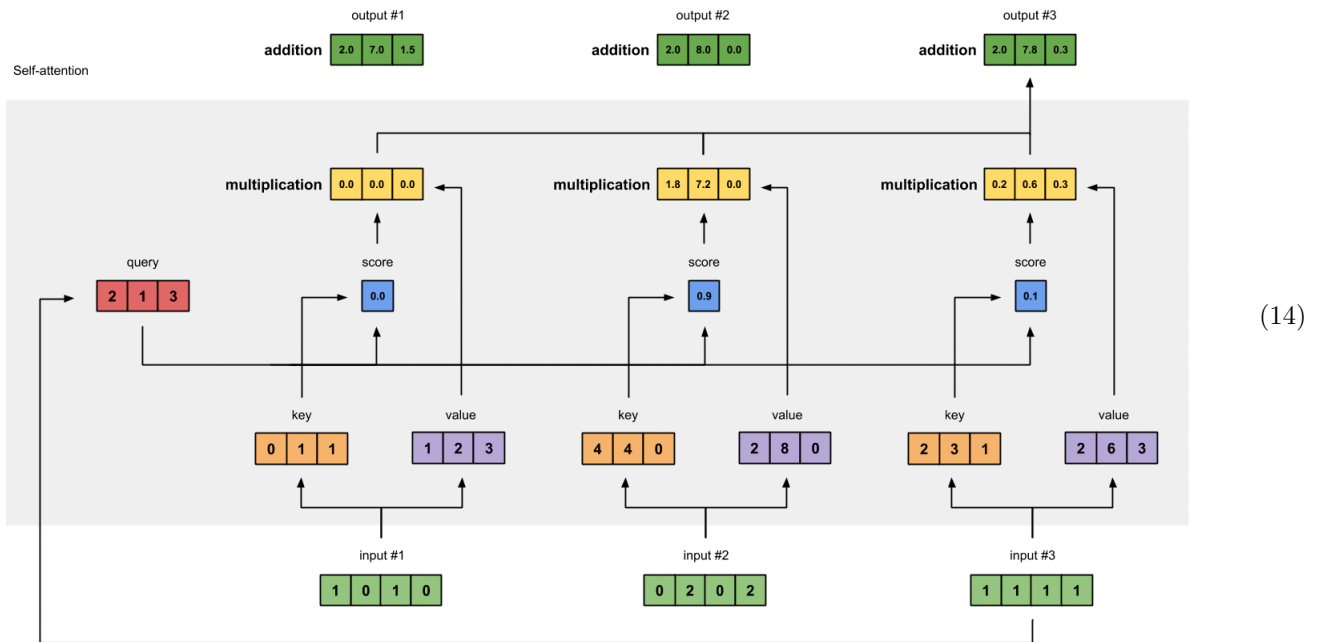 output #1 output #2 output #3
addition 2.0 7.0 1.5 addition 2.0 8.0 0.0 addition 2.0 7.8 0.3
Self-attention
multiplication 0.0 0.0 0.0 multiplication 1.8 7.2 0.0 multiplication 0.2 0.6 0.3
query score score score
2 1 3 0.0 0.9 0.1
(14)
key value key value key value
0 1 1 1 2 3 4 4 0 2 8 0 2 3 1 2 6 3
input #1 input #2 input #3
1 0 1 0 0 2 0 2 1 1 1 1